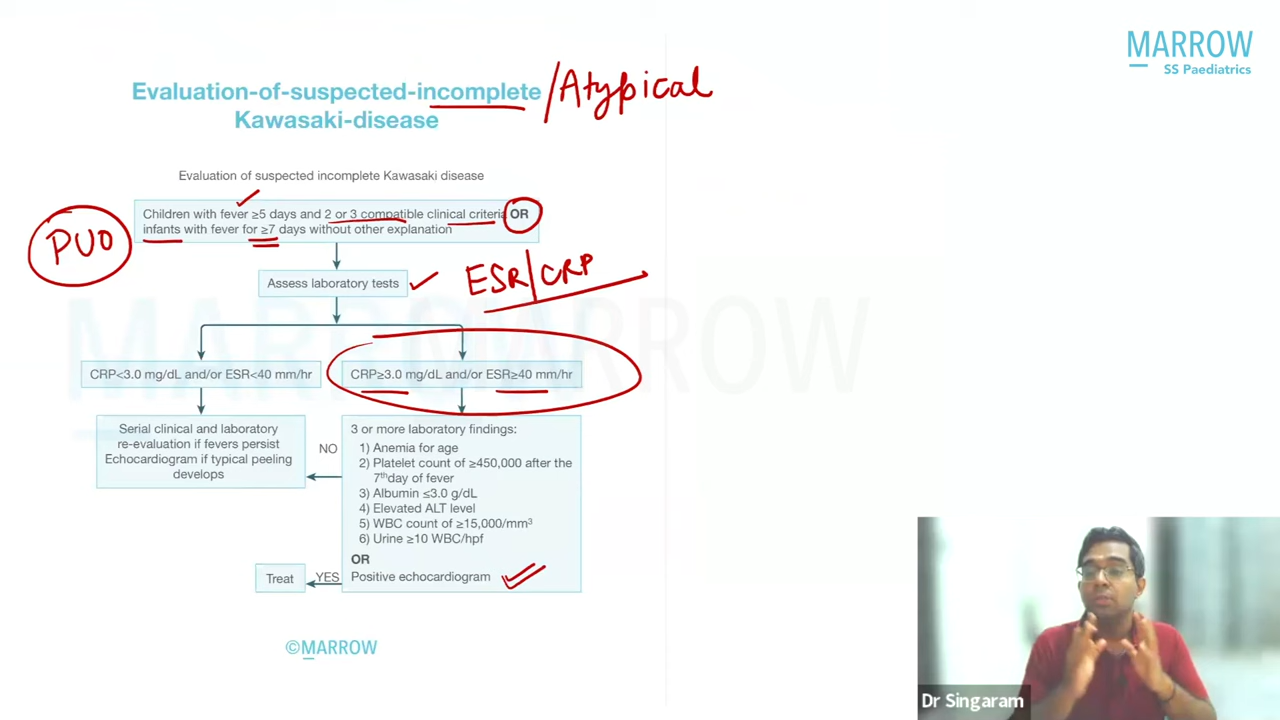 MARROW
SS Paediatrics
Evaluation-of-suspected-incomplete /Atypical
Kawasaki-disease
Evaluation of suspected incomplete Kawasaki disease
Children with fever ≥5 days and 2 or 3 compatible clinical criteria OR
infants with fever for ≥7 days without other explanation
PUO
Assess laboratory tests
ESR/CRP
MARROW
CRP<3.0 mg/dL and/or ESR<40 mm/hr
CRP≥3.0 mg/dL and/or ESR≥40 mm/hr
Serial clinical and laboratory
re-evaluation if fevers persist
Echocardiogram if typical peeling
develops
NO
3 or more laboratory findings:
1) Anemia for age
2) Platelet count of ≥450,000 after the
7th day of fever
3) Albumin ≤3.0 g/dL
4) Elevated ALT level
5) WBC count of ≥15,000/mm³
6) Urine ≥10 WBC/hpf
OR
Positive echocardiogram
YES
Treat
©MARROW
Dr Singaram